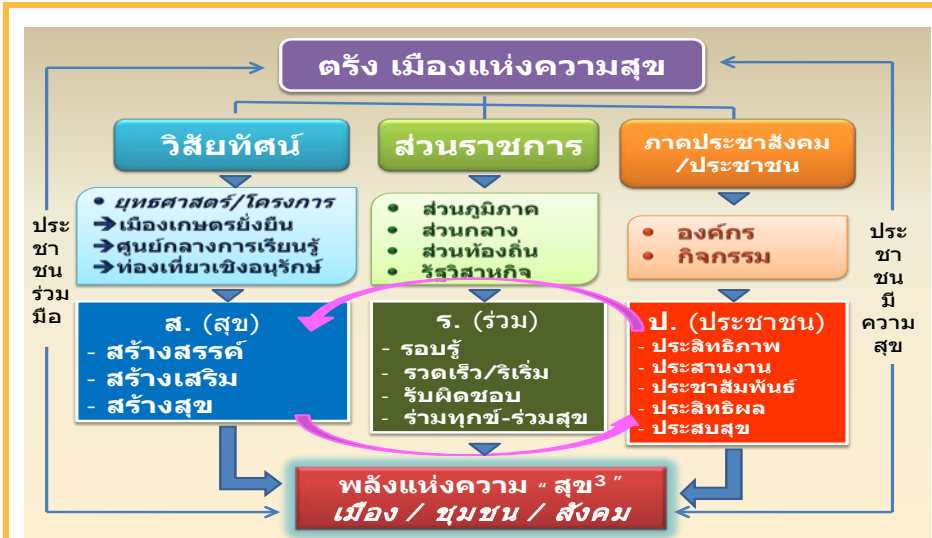 ตรัง เมืองแห่งความสุข
วิสัยทัศน์
ส่วนราชการ
ภาคประชาสังคม
/ประชาชน
• ยุทธศาสตร์/โครงการ
➔เมืองเกษตรยั่งยืน
➔ศูนย์กลางการเรียนรู้
➔ท่องเที่ยวเชิงอนุรักษ์
• ส่วนภูมิภาค
• ส่วนกลาง
• ส่วนท้องถิ่น
• รัฐวิสาหกิจ
• องค์กร
• กิจกรรม
ประ
ชา
ชน
ร่วม
มือ
ประ
ชา
ชน
มี
ความ
สุข
ส. (สุข)
- สร้างสรรค์
- สร้างเสริม
- สร้างสุข
ร. (ร่วม)
- รอบรู้
- รวดเร็ว/ริเริ่ม
- รับผิดชอบ
- ร่ามทุกข์-ร่วมสุข
ป. (ประชาชน)
- ประสิทธิภาพ
- ประสานงาน
- ประชาสัมพันธ์
- ประสิทธิผล
- ประสบสุข
พลังแห่งความ “ สุข³ ”
เมือง / ชุมชน / สังคม